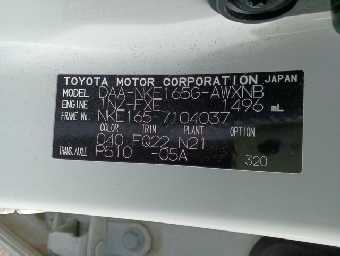 TOYOTA MOTOR CORPORATION JAPAN
MODEL DAA-NKE165G-AWXNB
ENGINE 1NZ-FXE 1496 mL
FRAME No. NKE165-7104037
COLOR TRIM PLANT OPTION
040 FQ22 N21
TRANS./AXLE P510 -05A
320